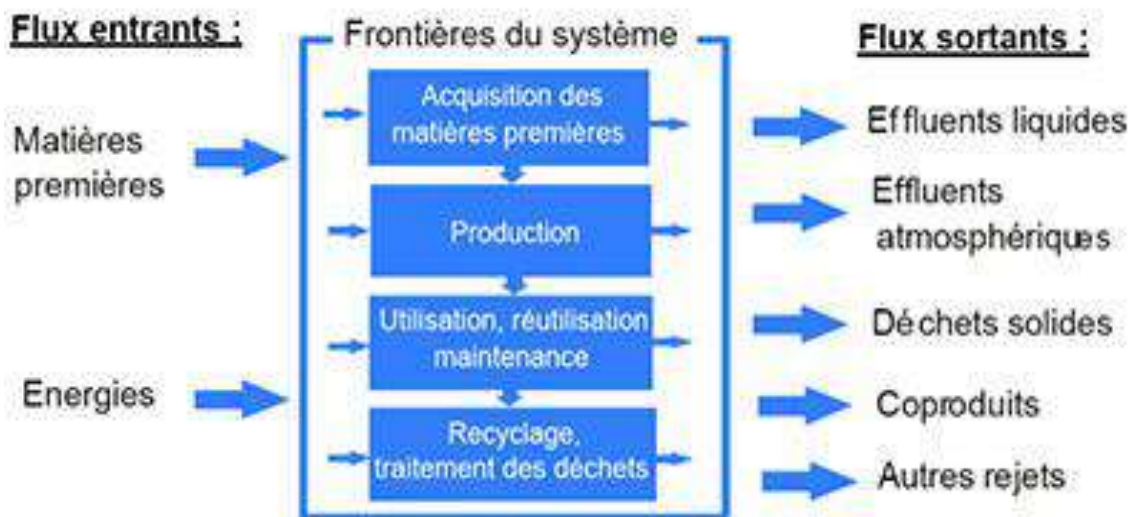 Flux entrants :
Matières
premières
Energies
Frontières du système
Acquisition des
matières premières
Production
Utilisation, réutilisation
maintenance
Recyclage,
traitement des déchets
Flux sortants :
Effluents liquides
Effluents
atmosphériques
Déchets solides
Coproduits
Autres rejets